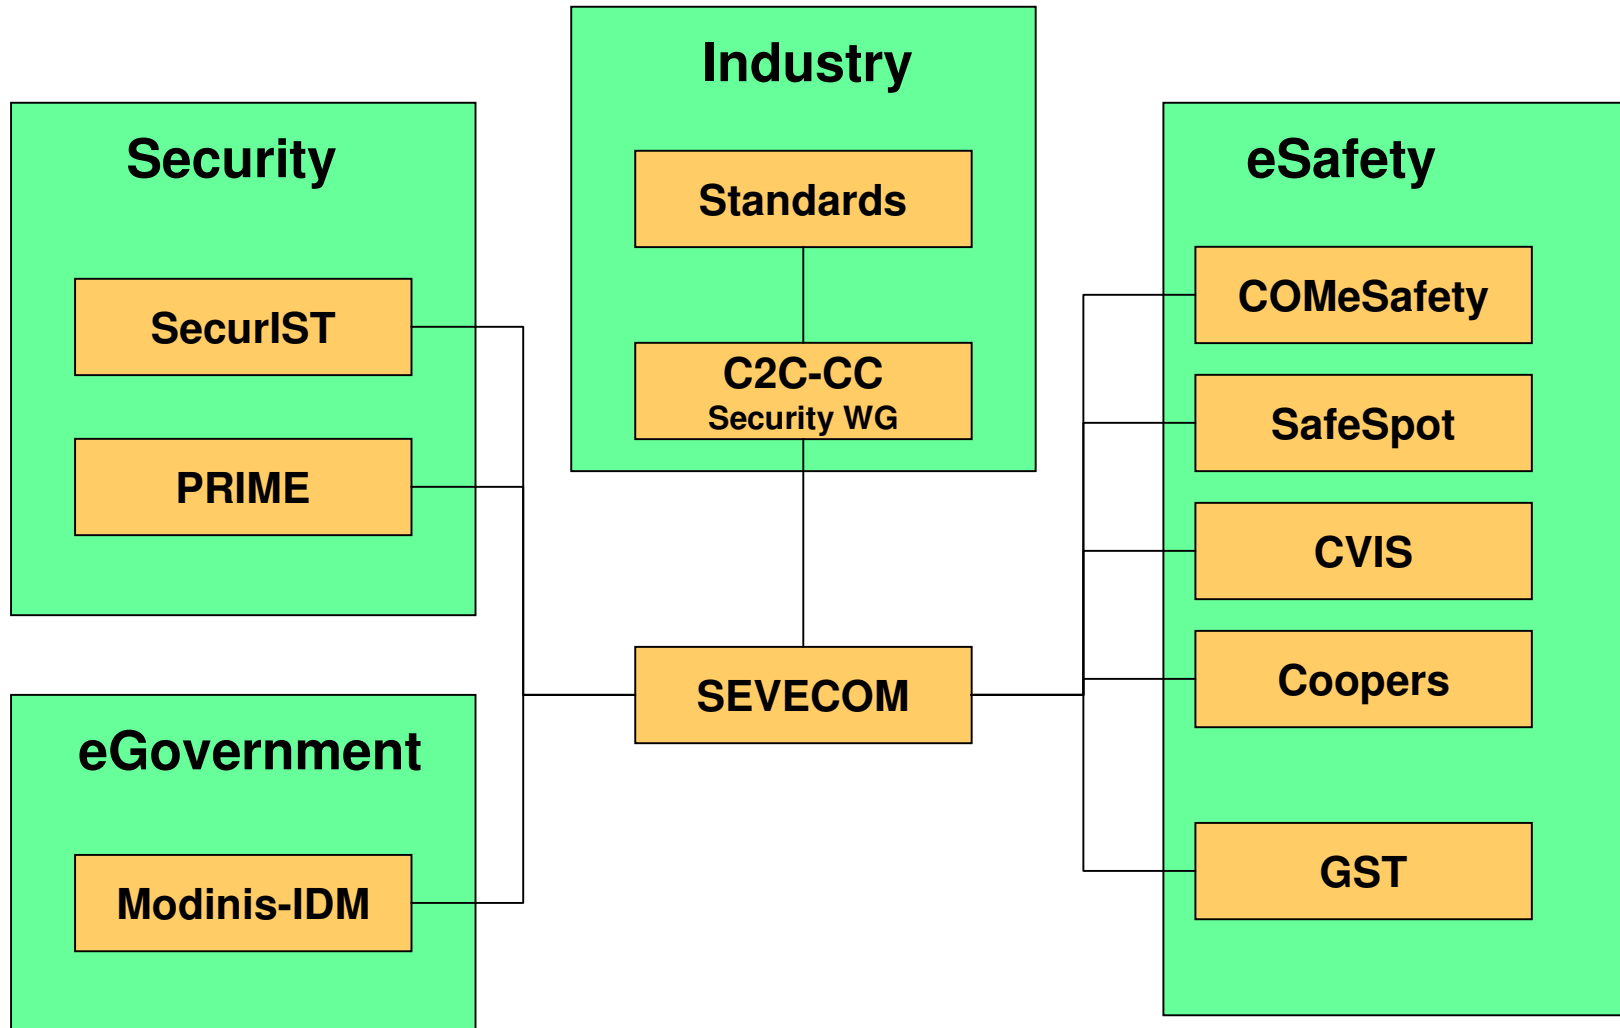 Industry
Standards
C2C-CC
Security WG
Security
SecurIST
PRIME
eGovernment
Modinis-IDM
SEVECOM
eSafety
COMeSafety
SafeSpot
CVIS
Coopers
GST